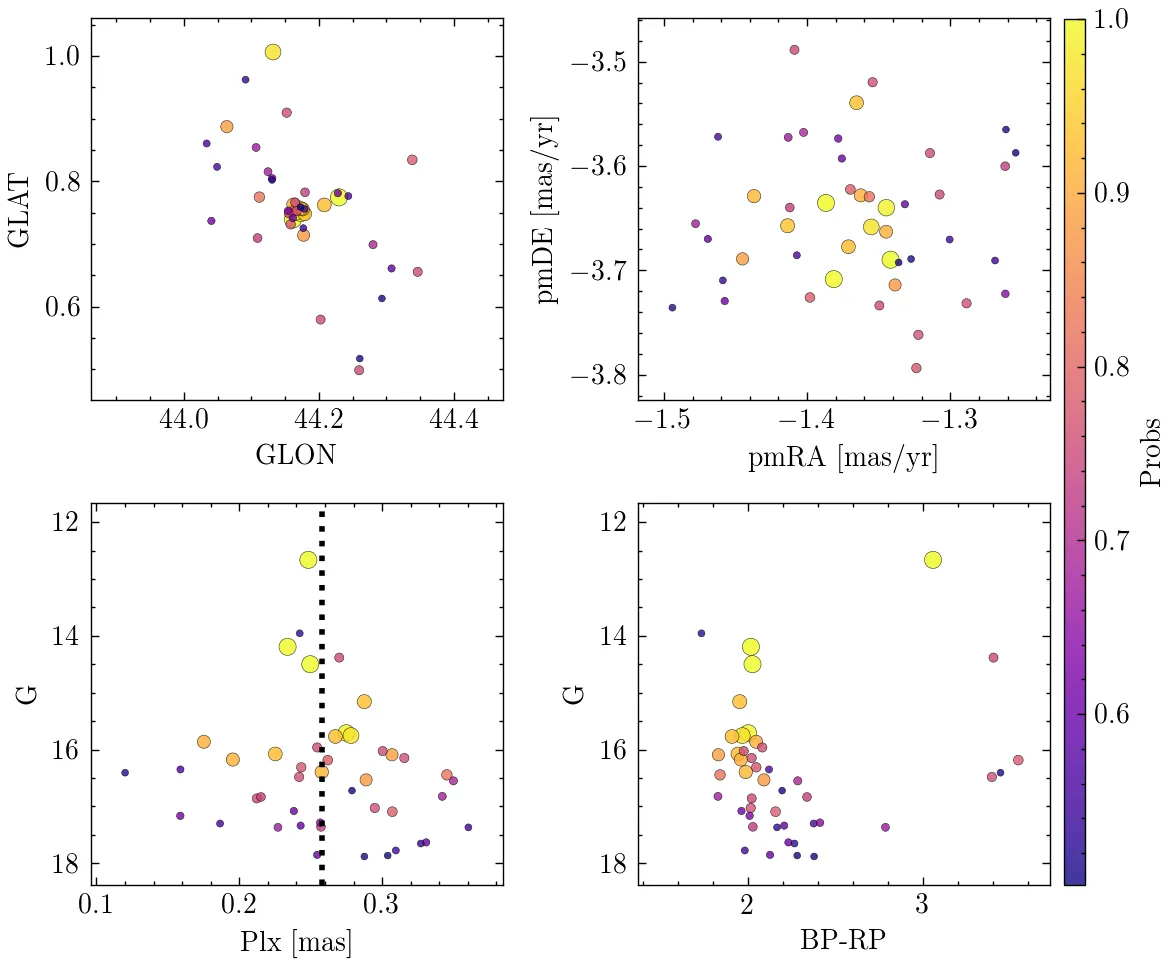 1.0
0.8
0.6
GLAT
44.0 44.2 44.4
GLON
−3.5
−3.6
−3.7
−3.8
pmDE [mas/yr]
−1.5 −1.4 −1.3
pmRA [mas/yr]
12
14
16
18
G
0.1 0.2 0.3
Plx [mas]
12
14
16
18
G
2 3
BP-RP
1.0
0.9
0.8
0.7
0.6
Probs